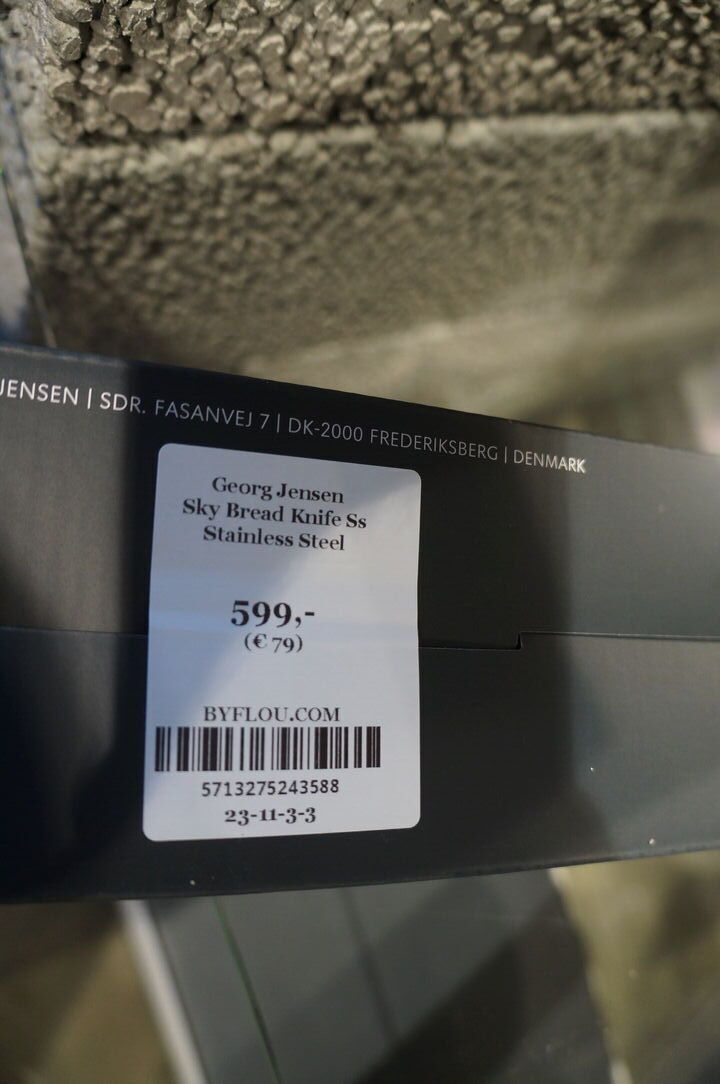 JENSEN | SDR. FASANVEJ 7 | DK-2000 FREDERIKSBERG | DENMARK
Georg Jensen
Sky Bread Knife Ss
Stainless Steel
599,-
(€ 79)
BYFLOU.COM
5713275243588
23-11-3-3